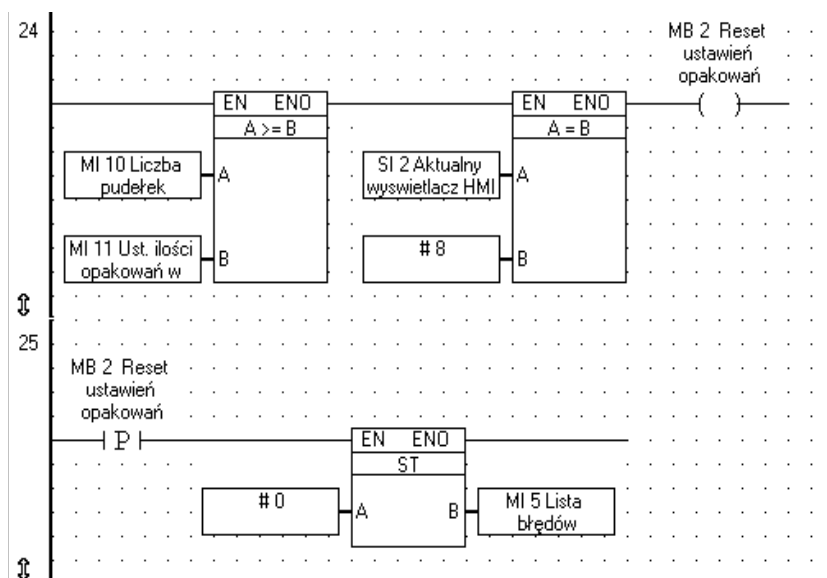 24
MB 2 Reset
ustawień
opakowań
EN ENO
A >= B
MI 10 Liczba
pudełek
A
MI 11 Ust. ilości
opakowań w
B
EN ENO
A = B
SI 2 Aktualny
wyswietlacz HMI
A
# 8
B
25
MB 2 Reset
ustawień
opakowań
P
EN ENO
ST
# 0
A
B
MI 5 Lista
błędów